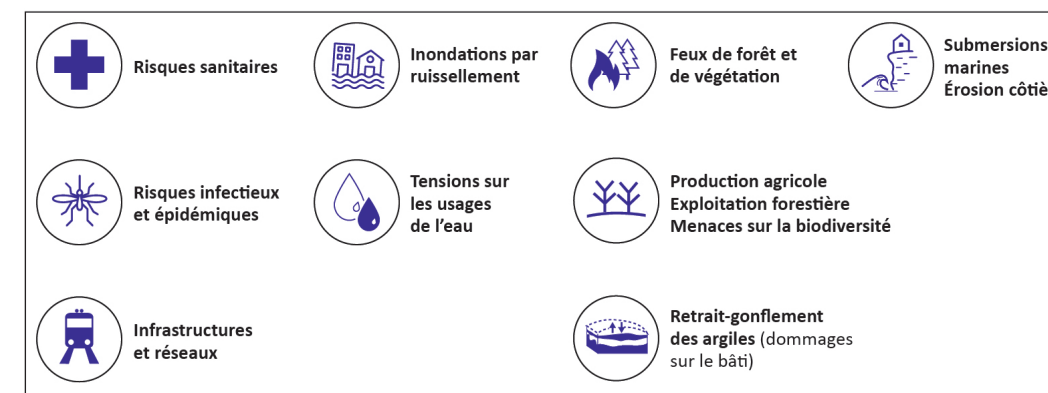 Risques sanitaires
Inondations par
ruissellement
Feux de forêt et
de végétation
Submersions
marines
Érosion côtiè
Risques infectieux
et épidémiques
Tensions sur
les usages
de l’eau
Production agricole
Exploitation forestière
Menaces sur la biodiversité
Infrastructures
et réseaux
Retrait-gonflement
des argiles (dommages
sur le bâti)